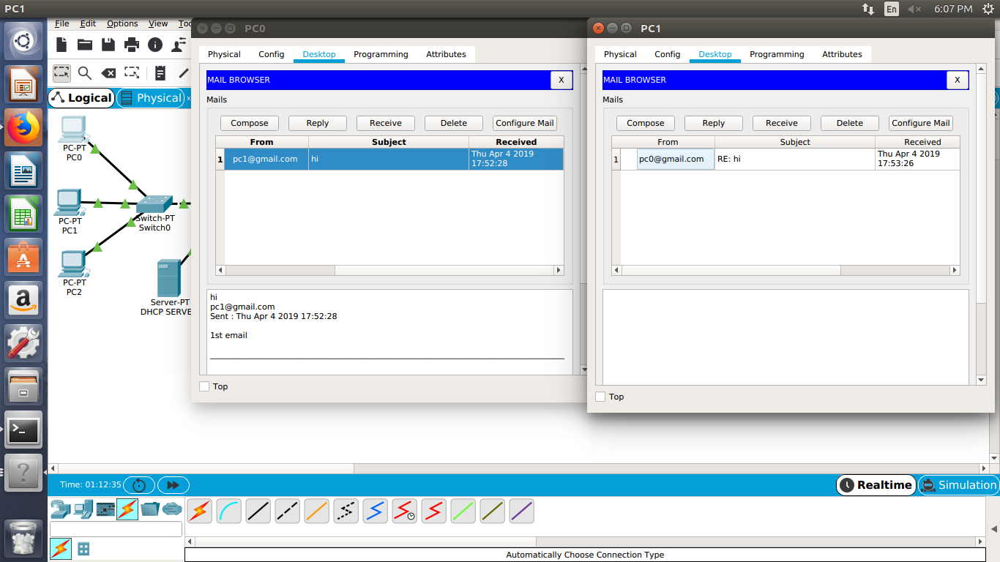 PC1
En
6:07 PM
File Edit Options View Too
Logical
Physical
x
PC-PT
PC0
PC-PT
PC1
PC-PT
PC2
Switch-PT
Switch0
Server-PT
DHCP SERVE
PC0
Physical Config Desktop Programming Attributes
MAIL BROWSER
X
Mails
Compose Reply Receive Delete Configure Mail
From Subject Received
1 pc1@gmail.com hi Thu Apr 4 2019
17:52:28
hi
pc1@gmail.com
Sent : Thu Apr 4 2019 17:52:28
1st email
Top
PC1
Physical Config Desktop Programming Attributes
MAIL BROWSER
X
Mails
Compose Reply Receive Delete Configure Mail
From Subject Received
1 pc0@gmail.com RE: hi Thu Apr 4 2019
17:53:26
Top
Time: 01:12:35
Realtime
Simulation
Automatically Choose Connection Type